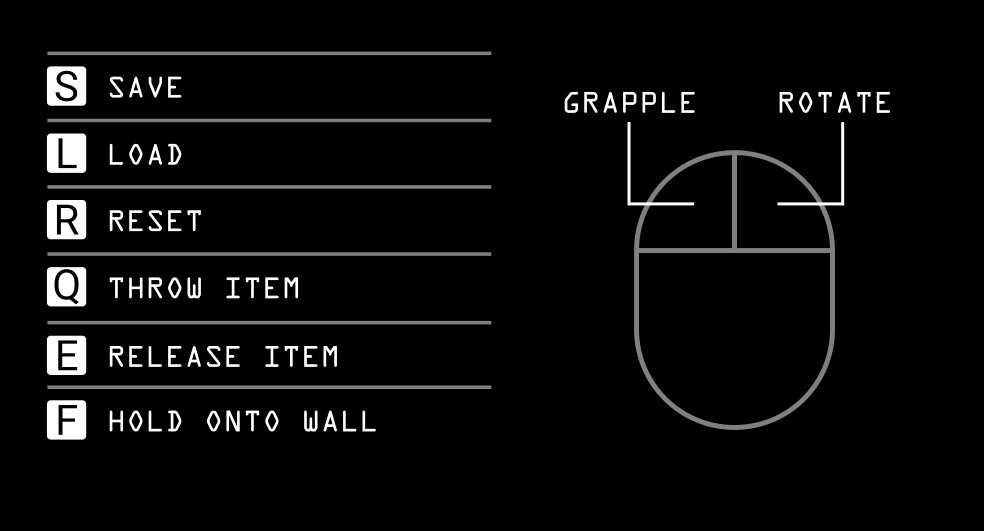 S SAVE
L LOAD
R RESET
Q THROW ITEM
E RELEASE ITEM
F HOLD ONTO WALL
GRAPPLE ROTATE